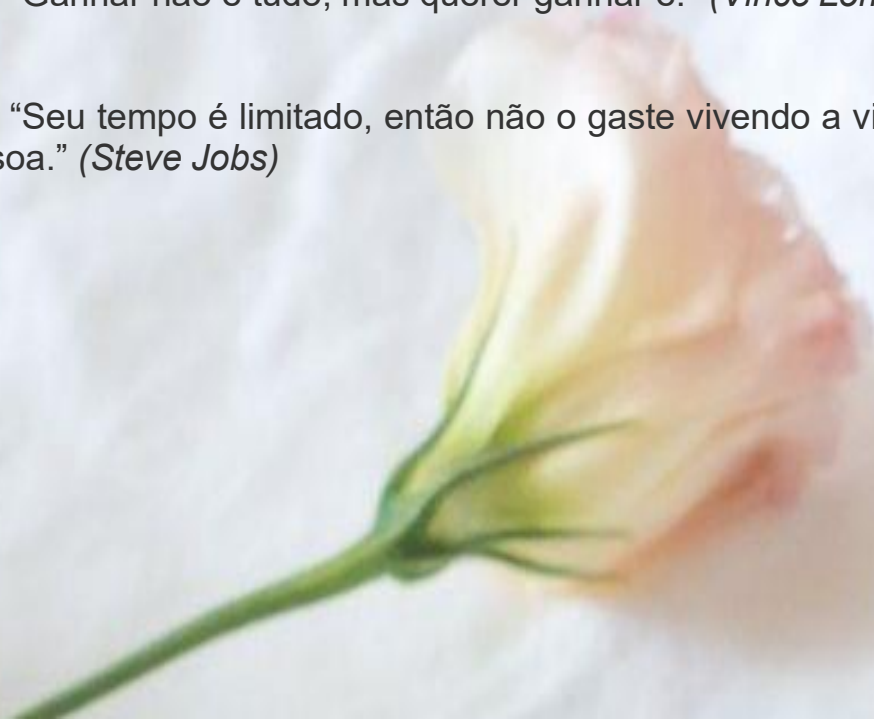 Ganhar não é tudo, mas querer ganhar é.” (Vince
“Seu tempo é limitado, então não o gaste vivendo a
soa.” (Steve Jobs)